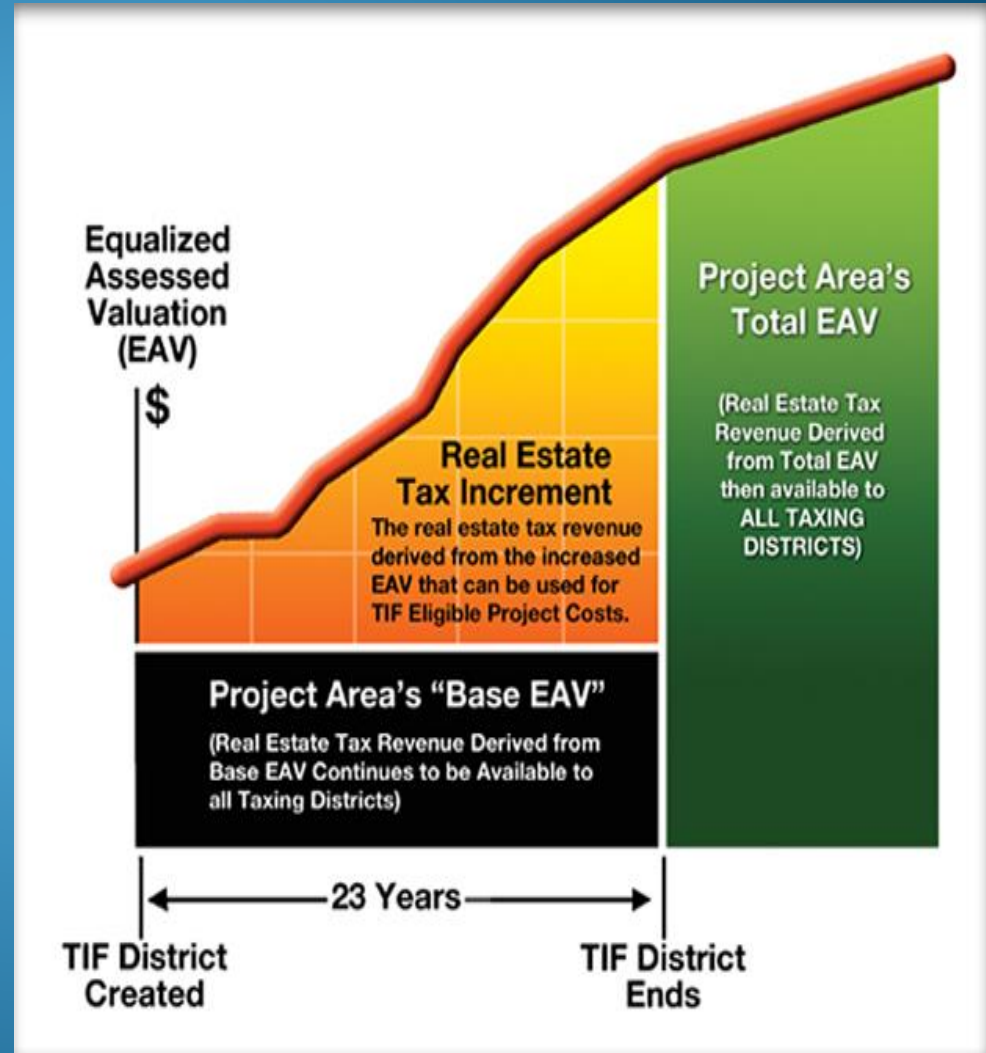 Equalized
Assessed
Valuation
(EAV)
$
Project Area's
Total EAV
(Real Estate Tax
Revenue Derived
from Total EAV
then available to
ALL TAXING
DISTRICTS)
Real Estate
Tax Increment
The real estate tax revenue
derived from the increased
EAV that can be used for
TIF Eligible Project Costs.
Project Area's “Base EAV”
(Real Estate Tax Revenue Derived from
Base EAV Continues to be Available to
all Taxing Districts)
23 Years
TIF District
Created
TIF District
Ends